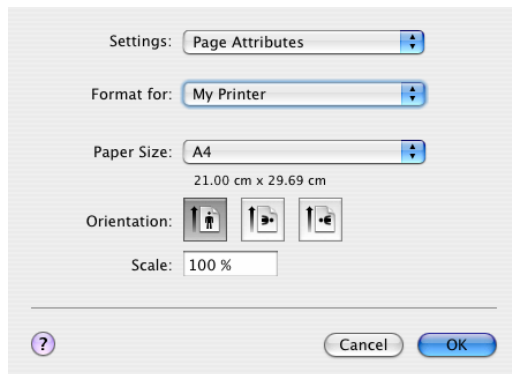 Settings: Page Attributes
Format for: My Printer
Paper Size: A4
21.00 cm x 29.69 cm
Orientation:
Scale: 100 %
? Cancel OK